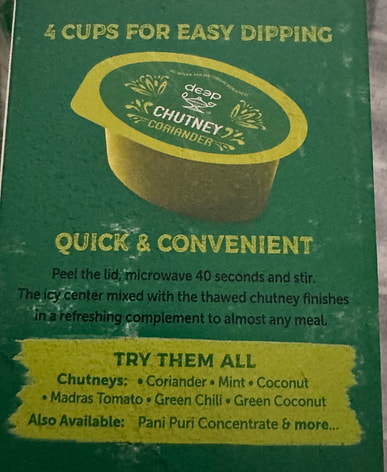 4 CUPS FOR EASY DIPPING
deep
CHUTNEY
CORIANDER
QUICK & CONVENIENT
Peel the lid, microwave 40 seconds and stir.
The icy center mixed with the thawed chutney finishes
in a refreshing complement to almost any meal.
TRY THEM ALL
Chutneys: • Coriander • Mint • Coconut
• Madras Tomato • Green Chili • Green Coconut
Also Available: Pani Puri Concentrate & more...